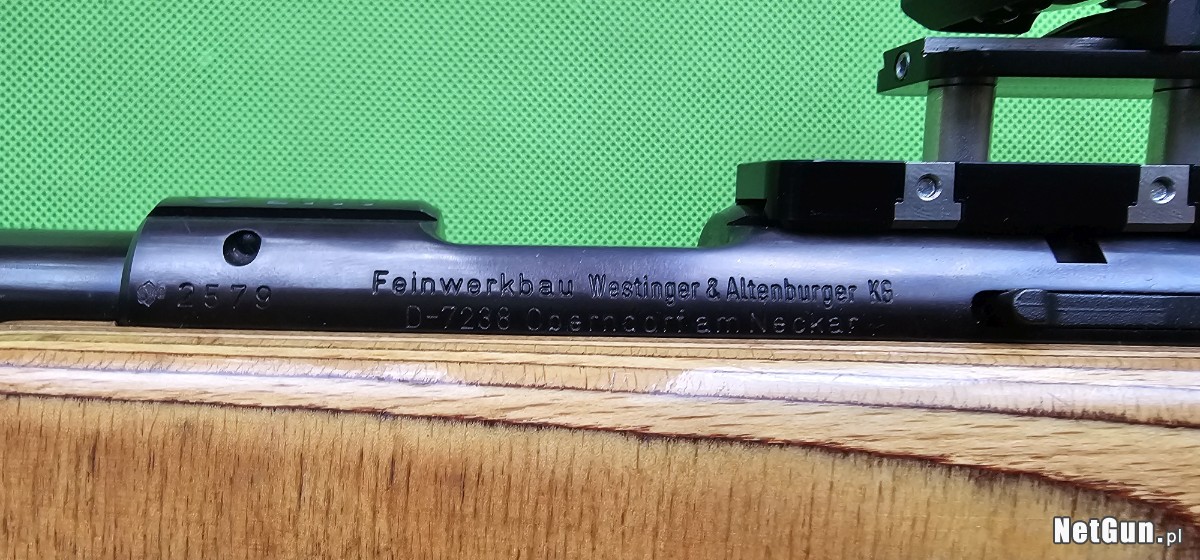 2579
Feinwerkbau Westinger & Altenburger KG
D-7238 Oberndorf am Neckar
NetGun.pl